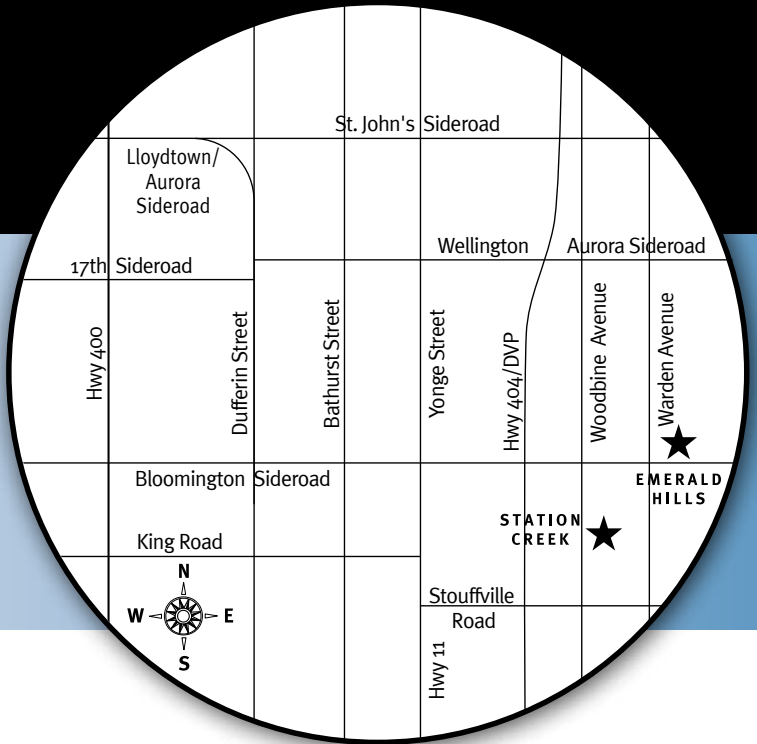 St. John's Sideroad
Lloydtown/
Aurora
Sideroad
Wellington
Aurora Sideroad
17th Sideroad
Hwy 400
Dufferin Street
Bathurst Street
Yonge Street
Hwy 404/DVP
Woodbine Avenue
Warden Avenue
Bloomington Sideroad
EMERALD
HILLS
STATION
CREEK
King Road
N
W
E
S
Stouffville
Road
Hwy 11